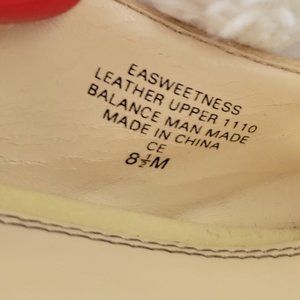 EASWEETNESS
LEATHER UPPER 1110
BALANCE MAN MADE
MADE IN CHINA
CE
8½M